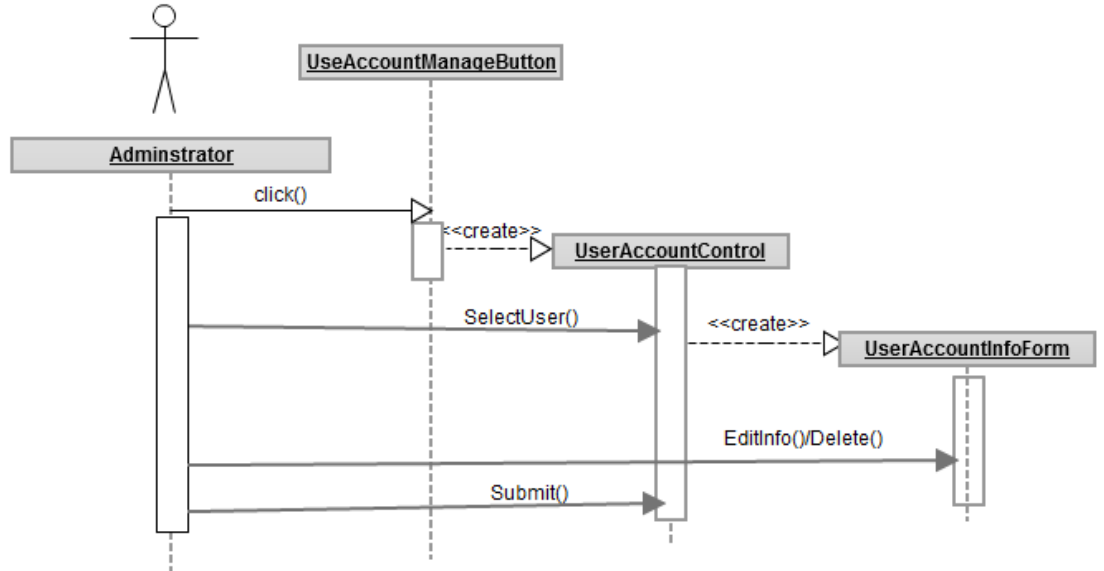 UseAccountManageButton
Adminstrator
click()
<<create>>
UserAccountControl
SelectUser()
<<create>>
UserAccountInfoForm
EditInfo()/Delete()
Submit()